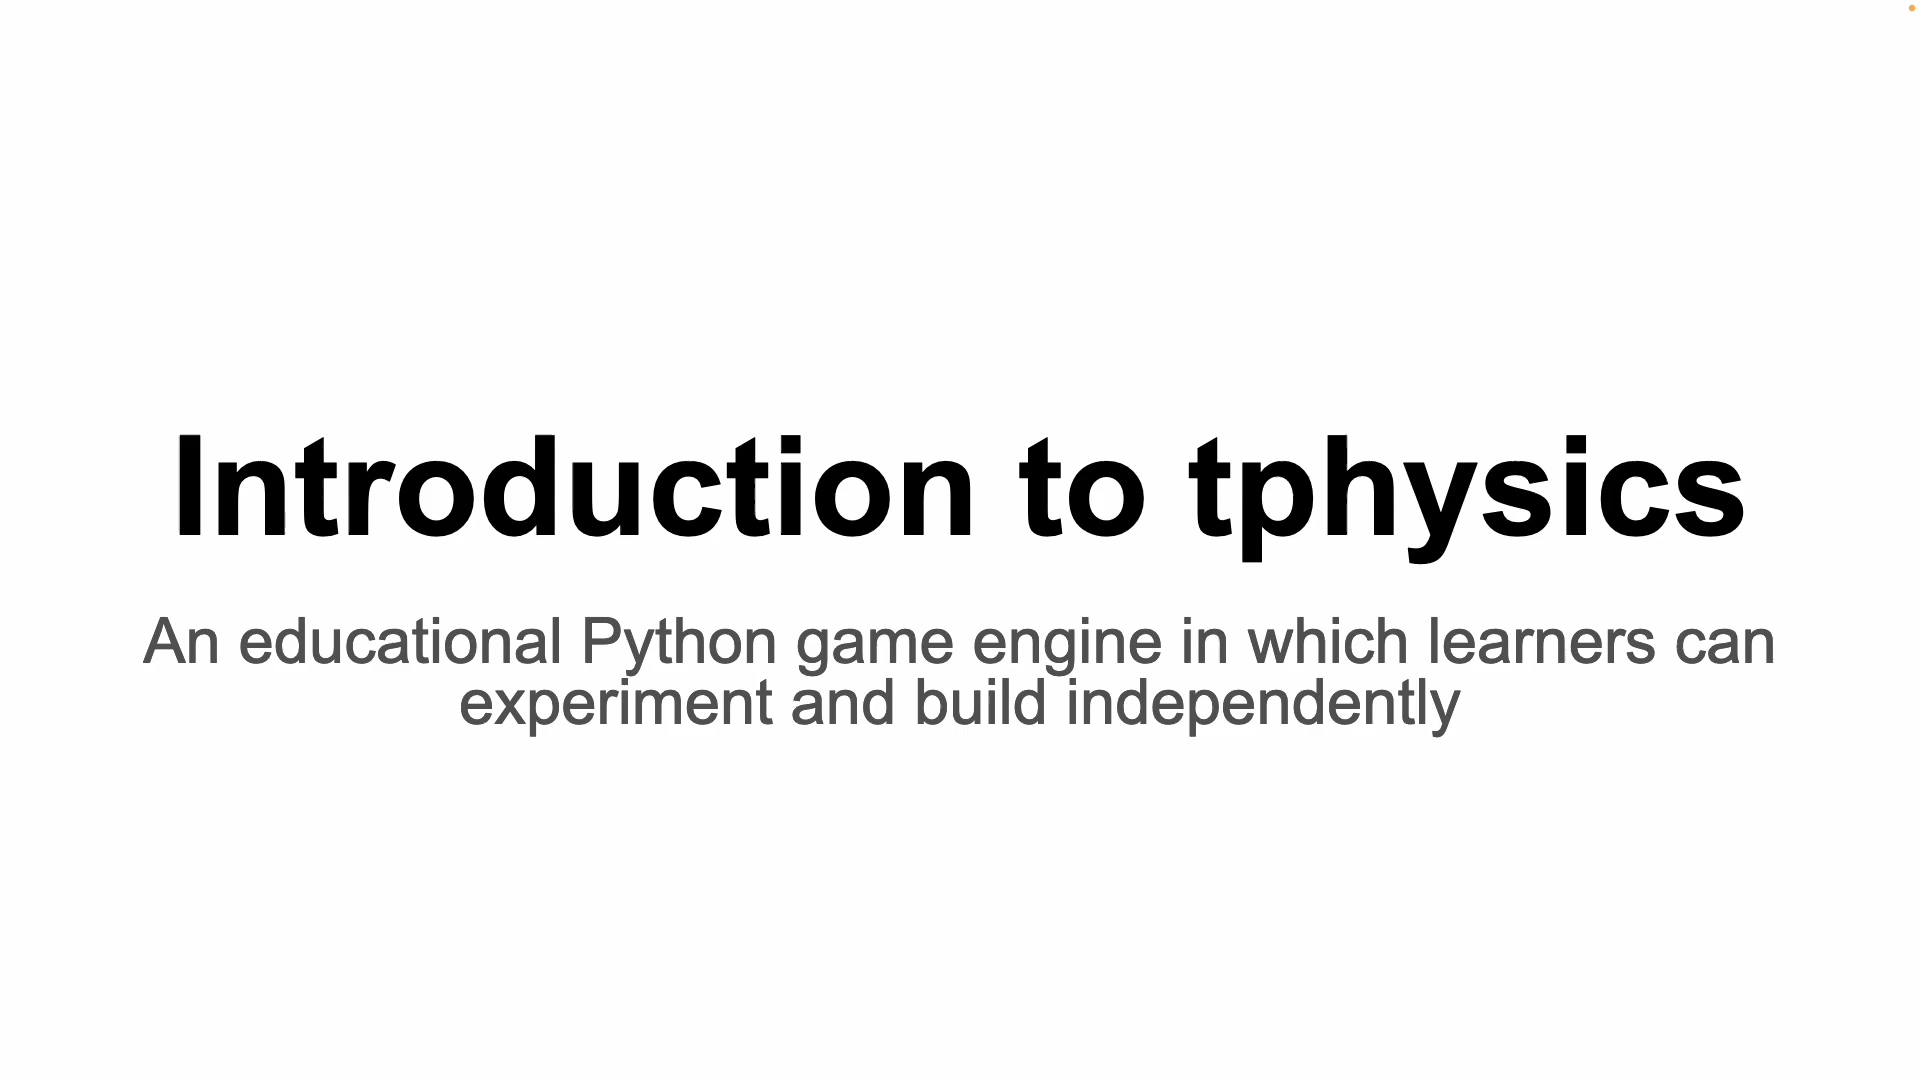 Introduction to tphysics
An educational Python game engine in which learners can
experiment and build independently